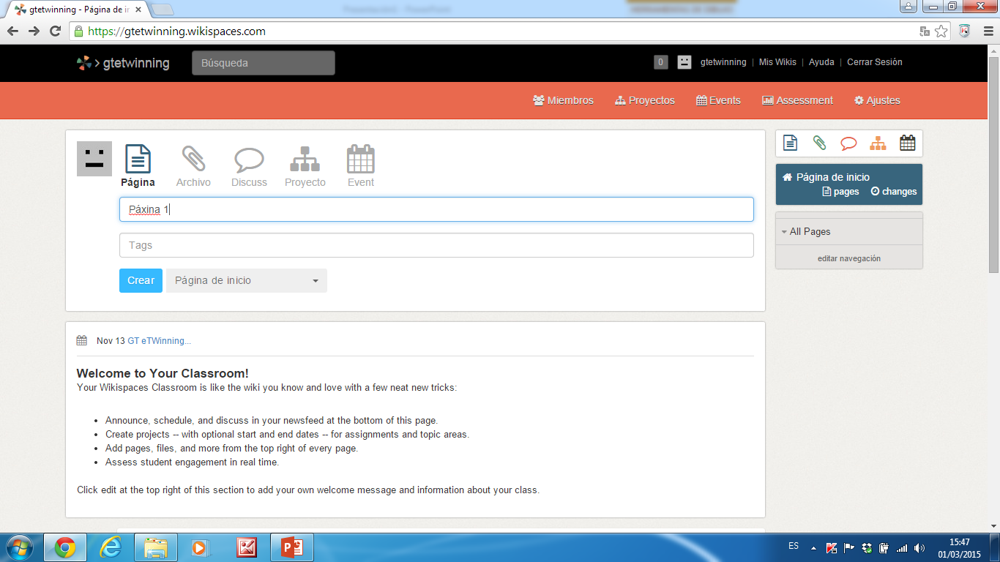 gtetwinning - Página de in
https://gtetwinning.wikispaces.com
gtetwinning
Búsqueda
0
gtetwinning | Mis Wikis | Ayuda | Cerrar Sesión
Miembros
Proyectos
Events
Assessment
Ajustes
Página
Archivo
Discuss
Proyecto
Event
Páxina 1
Tags
Crear
Página de inicio
Página de inicio
pages
changes
All Pages
editar navegación
Nov 13 GT eTWinning...
Welcome to Your Classroom!
Your Wikispaces Classroom is like the wiki you know and love with a few neat new tricks:
Announce, schedule, and discuss in your newsfeed at the bottom of this page.
Create projects -- with optional start and end dates -- for assignments and topic areas.
Add pages, files, and more from the top right of every page.
Assess student engagement in real time.
Click edit at the top right of this section to add your own welcome message and information about your class.
ES
15:47
01/03/2015